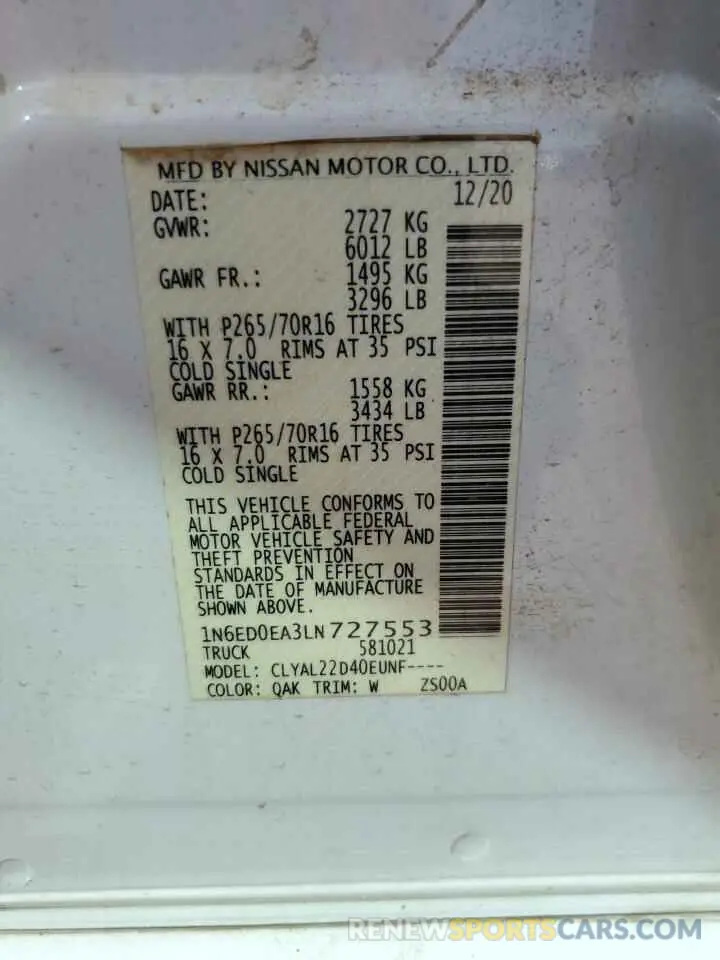 MFD BY NISSAN MOTOR CO., LTD.
DATE: 12/20
GVWR: 2727 KG
6012 LB
GAWR FR.: 1495 KG
3296 LB
WITH P265/70R16 TIRES
16 X 7.0 RIMS AT 35 PSI
COLD SINGLE
GAWR RR.: 1558 KG
3434 LB
WITH P265/70R16 TIRES
16 X 7.0 RIMS AT 35 PSI
COLD SINGLE
THIS VEHICLE CONFORMS TO
ALL APPLICABLE FEDERAL
MOTOR VEHICLE SAFETY AND
THEFT PREVENTION
STANDARDS IN EFFECT ON
THE DATE OF MANUFACTURE
SHOWN ABOVE.
1N6ED0EA3LN727553
TRUCK 581021
MODEL: CLYAL22D40EUNF----
COLOR: QAK TRIM: W ZS00A
RENEWSPORTSCARS.COM